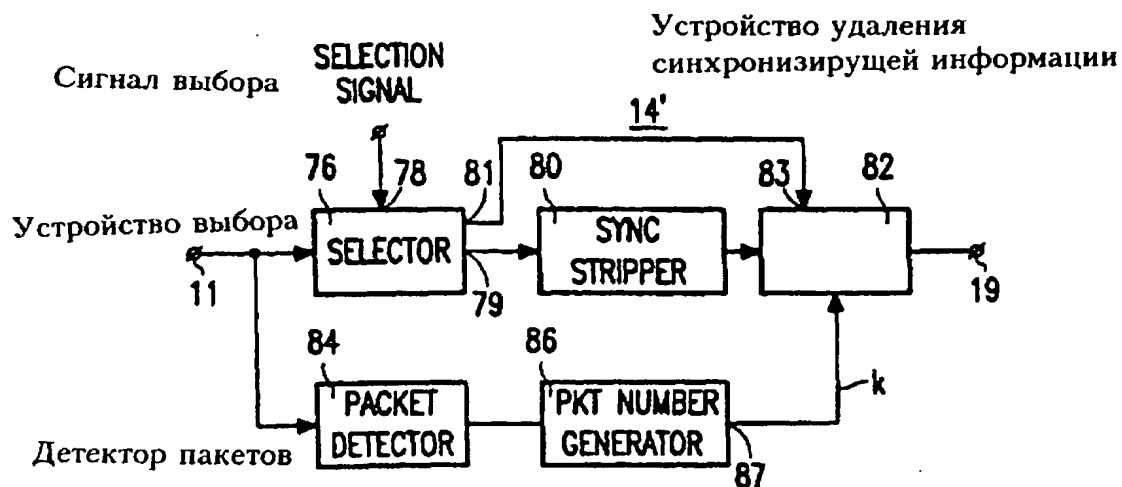 Устройство удаления
синхронизирущей информации
Сигнал выбора
SELECTION
SIGNAL
14'
76
78
81
80
83
82
Устройство выбора
SELECTOR
SYNC
STRIPPER
11
79
19
84
86
k
PACKET
DETECTOR
PKT NUMBER
GENERATOR
87
Детектор пакетов